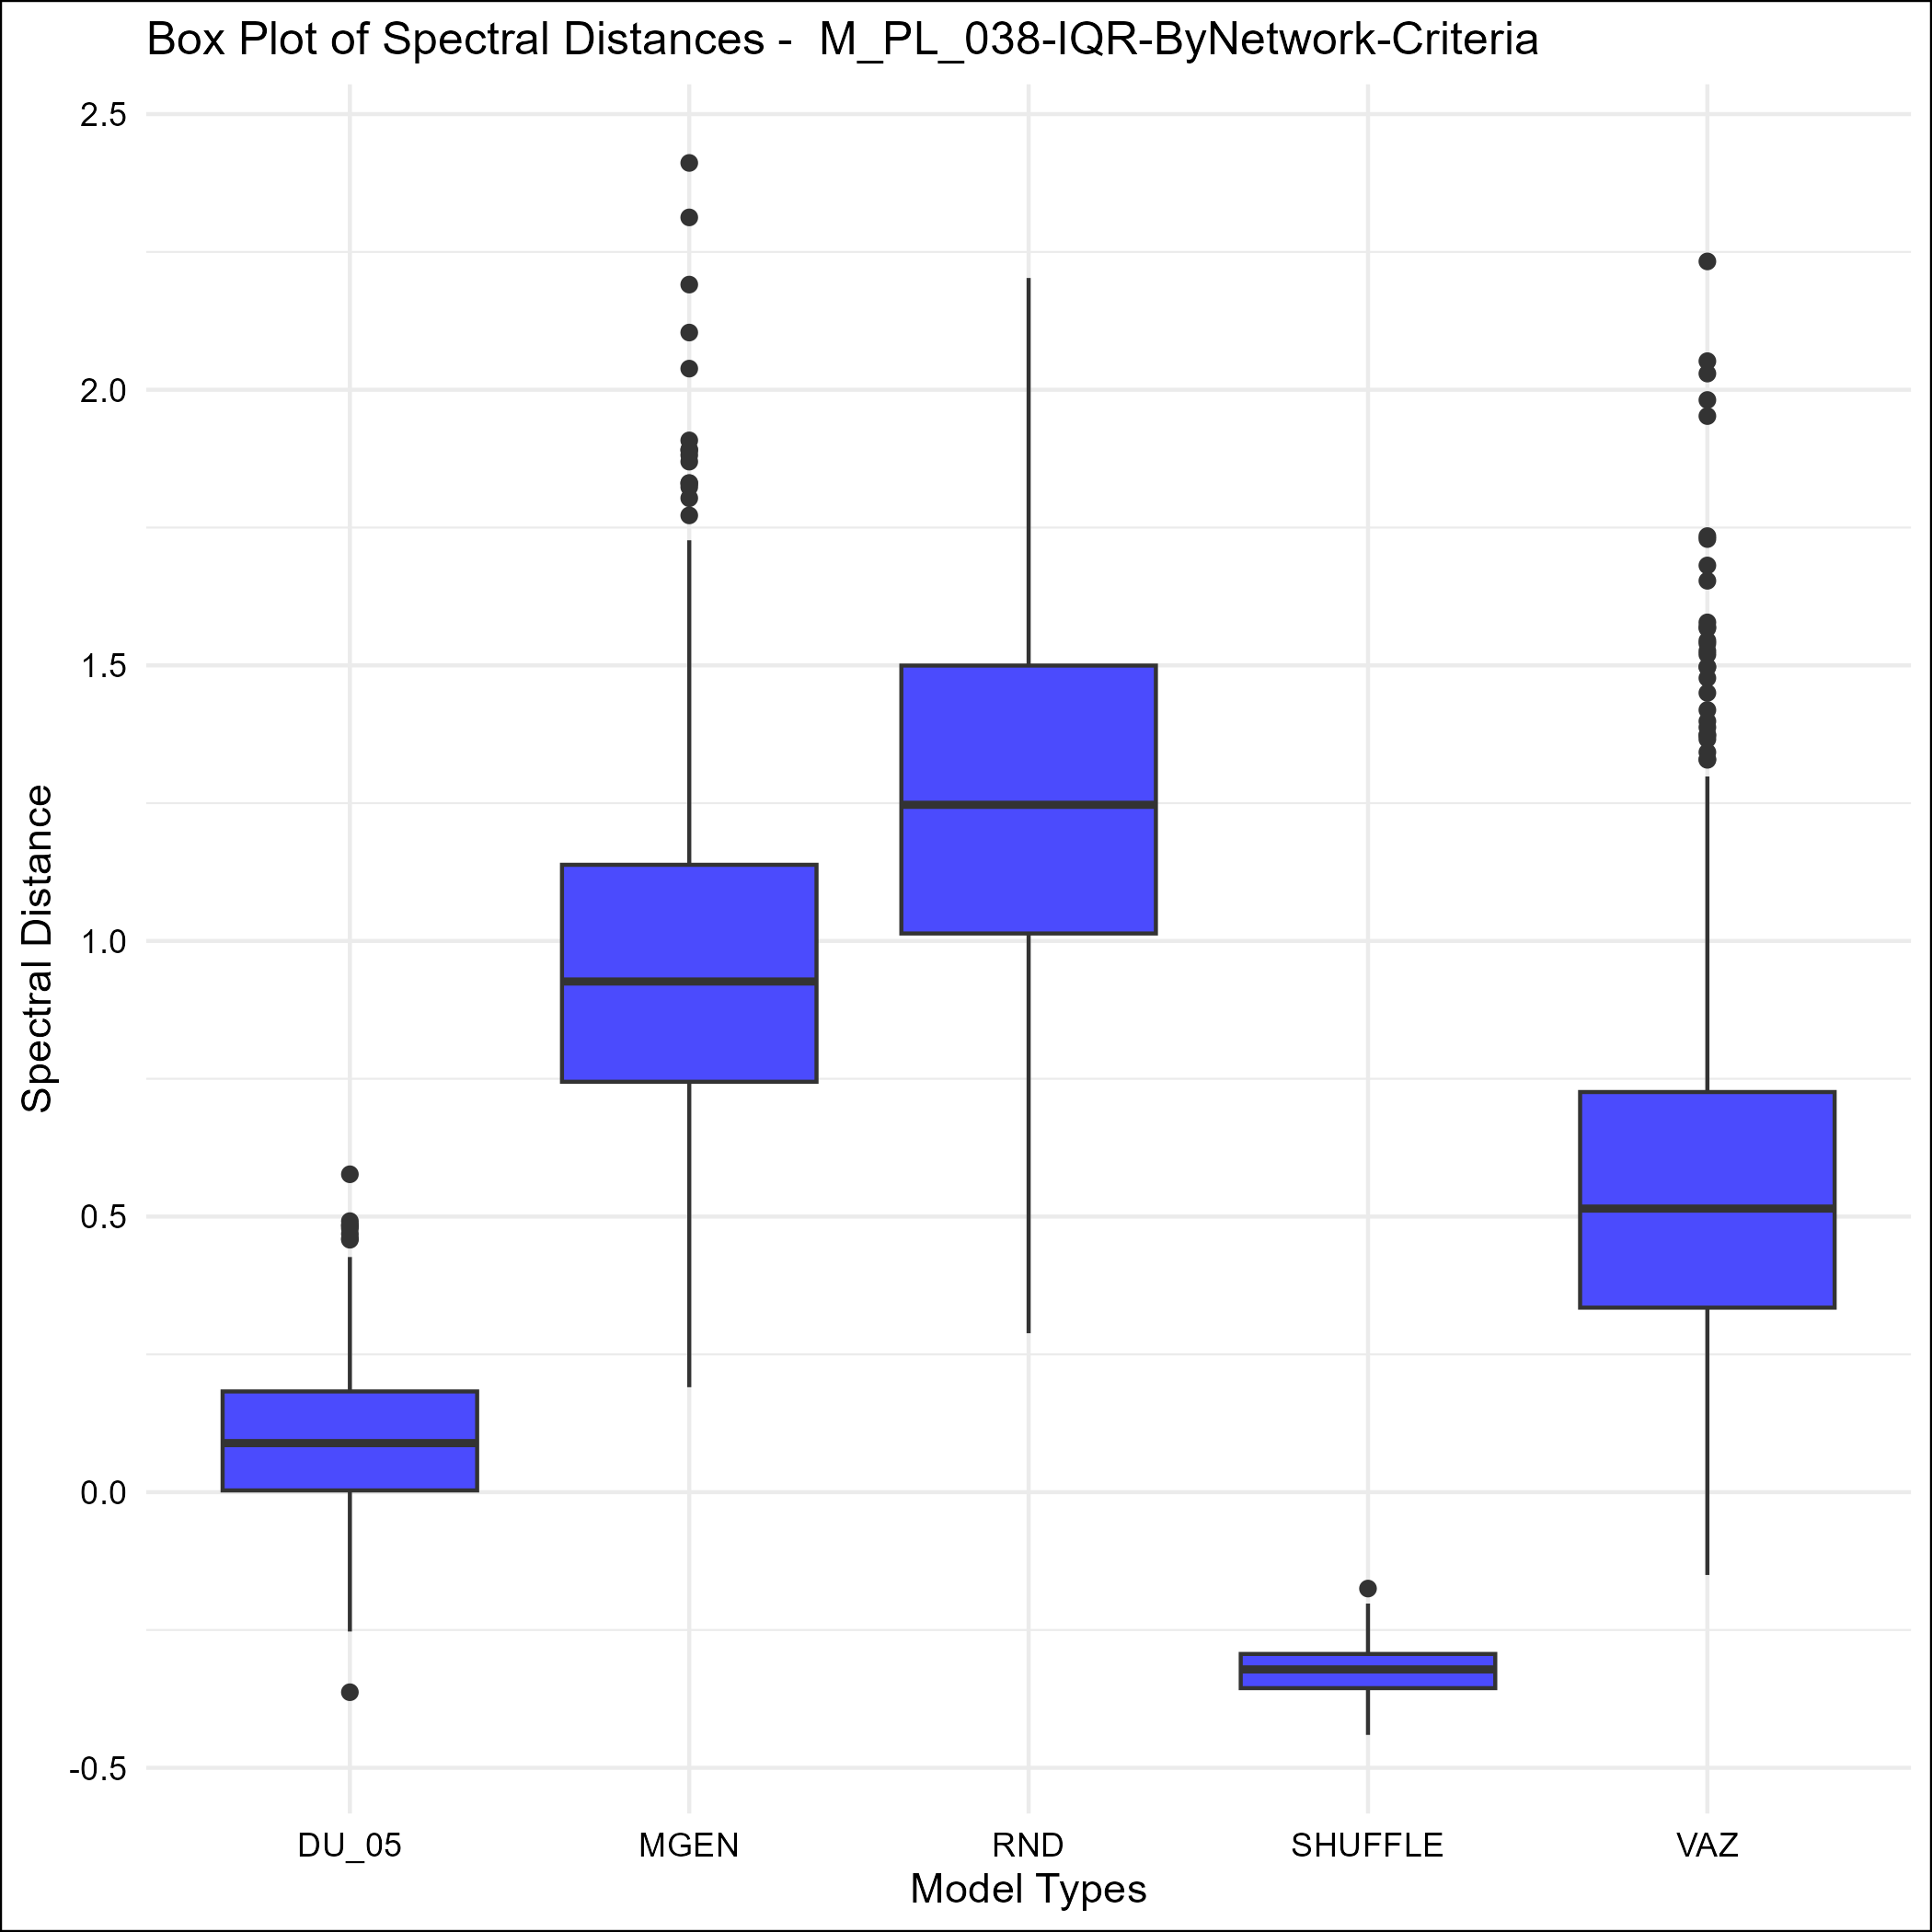 Box Plot of Spectral Distances -  M_PL_038-IQR-ByNetwork-Criteria
2.5
2.0
1.5
1.0
0.5
0.0
-0.5
Spectral Distance
DU_05 MGEN RND SHUFFLE VAZ
Model Types